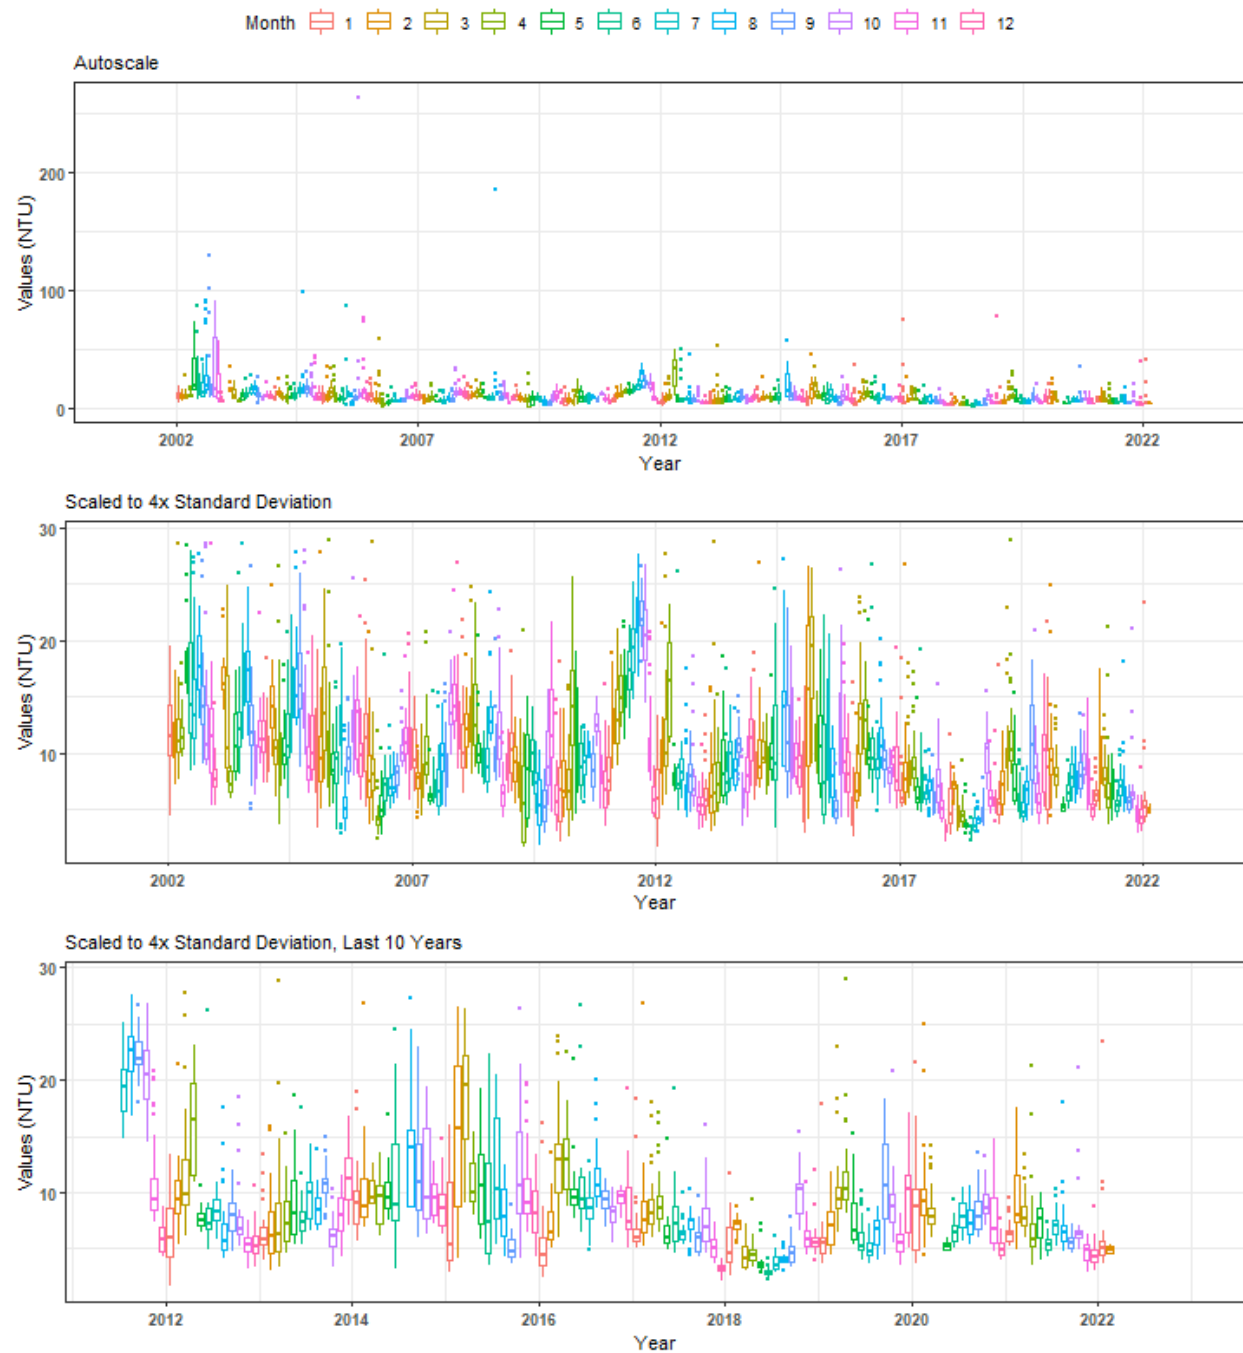 Month 1 2 3 4 5 6 7 8 9 10 11 12
Autoscale
Values (NTU)
200
100
0
2002 2007 2012 2017 2022
Year
Scaled to 4x Standard Deviation
Values (NTU)
30
20
10
2002 2007 2012 2017 2022
Year
Scaled to 4x Standard Deviation, Last 10 Years
Values (NTU)
30
20
10
2012 2014 2016 2018 2020 2022
Year